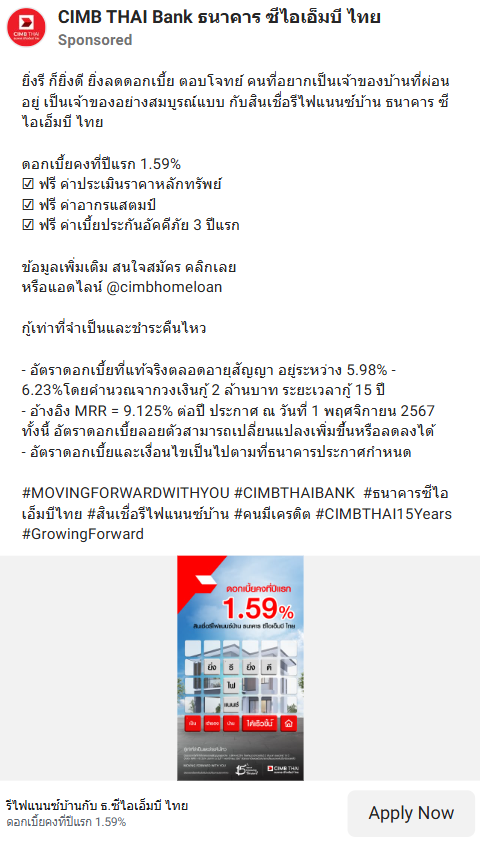 CIMB THAI
CIMB THAI Bank ธนาคาร ซีไอเอ็มบี ไทย
Sponsored
ยิ่งรี ก็ยิ่งดี ยิ่งลดดอกเบี้ย ตอบโจทย์ คนที่อยากเป็นเจ้าของบ้านที่ผ่อน
อยู่ เป็นเจ้าของอย่างสมบูรณ์แบบ กับสินเชื่อรีไฟแนนซ์บ้าน ธนาคาร ซี
ไอเอ็มบี ไทย
ดอกเบี้ยคงที่ปีแรก 1.59%
☑ ฟรี ค่าประเมินราคาหลักทรัพย์
☑ ฟรี ค่าอากรแสตมป์
☑ ฟรี ค่าเบี้ยประกันอัคคีภัย 3 ปีแรก
ข้อมูลเพิ่มเติม สนใจสมัคร คลิกเลย
หรือแอดไลน์ @cimbhomeloan
กู้เท่าที่จำเป็นและชำระคืนไหว
- อัตราดอกเบี้ยที่แท้จริงตลอดอายุสัญญา อยู่ระหว่าง 5.98% -
6.23%โดยคำนวณจากวงเงินกู้ 2 ล้านบาท ระยะเวลากู้ 15 ปี
- อ้างอิง MRR = 9.125% ต่อปี ประกาศ ณ วันที่ 1 พฤศจิกายน 2567
ทั้งนี้ อัตราดอกเบี้ยลอยตัวสามารถเปลี่ยนแปลงเพิ่มขึ้นหรือลดลงได้
- อัตราดอกเบี้ยและเงื่อนไขเป็นไปตามที่ธนาคารประกาศกำหนด
#MOVINGFORWARDWITHYOU #CIMBTHAIBANK #ธนาคารซีไอ
เอ็มบีไทย #สินเชื่อรีไฟแนนซ์บ้าน #คนมีเครดิต #CIMBTHAI15Years
#GrowingForward
ดอกเบี้ยคงที่ปีแรก
1.59%
สินเชื่อรีไฟแนนซ์บ้าน ธนาคาร ซีไอเอ็มบี ไทย
ยิ่ง รี ยิ่ง ดี
ไฟ
แนนซ์
เป็น เจ้าของ บ้าน ได้เร็วขึ้น
CIMB THAI
รีไฟแนนซ์บ้านกับ ธ.ซีไอเอ็มบี ไทย
ดอกเบี้ยคงที่ปีแรก 1.59%
Apply Now